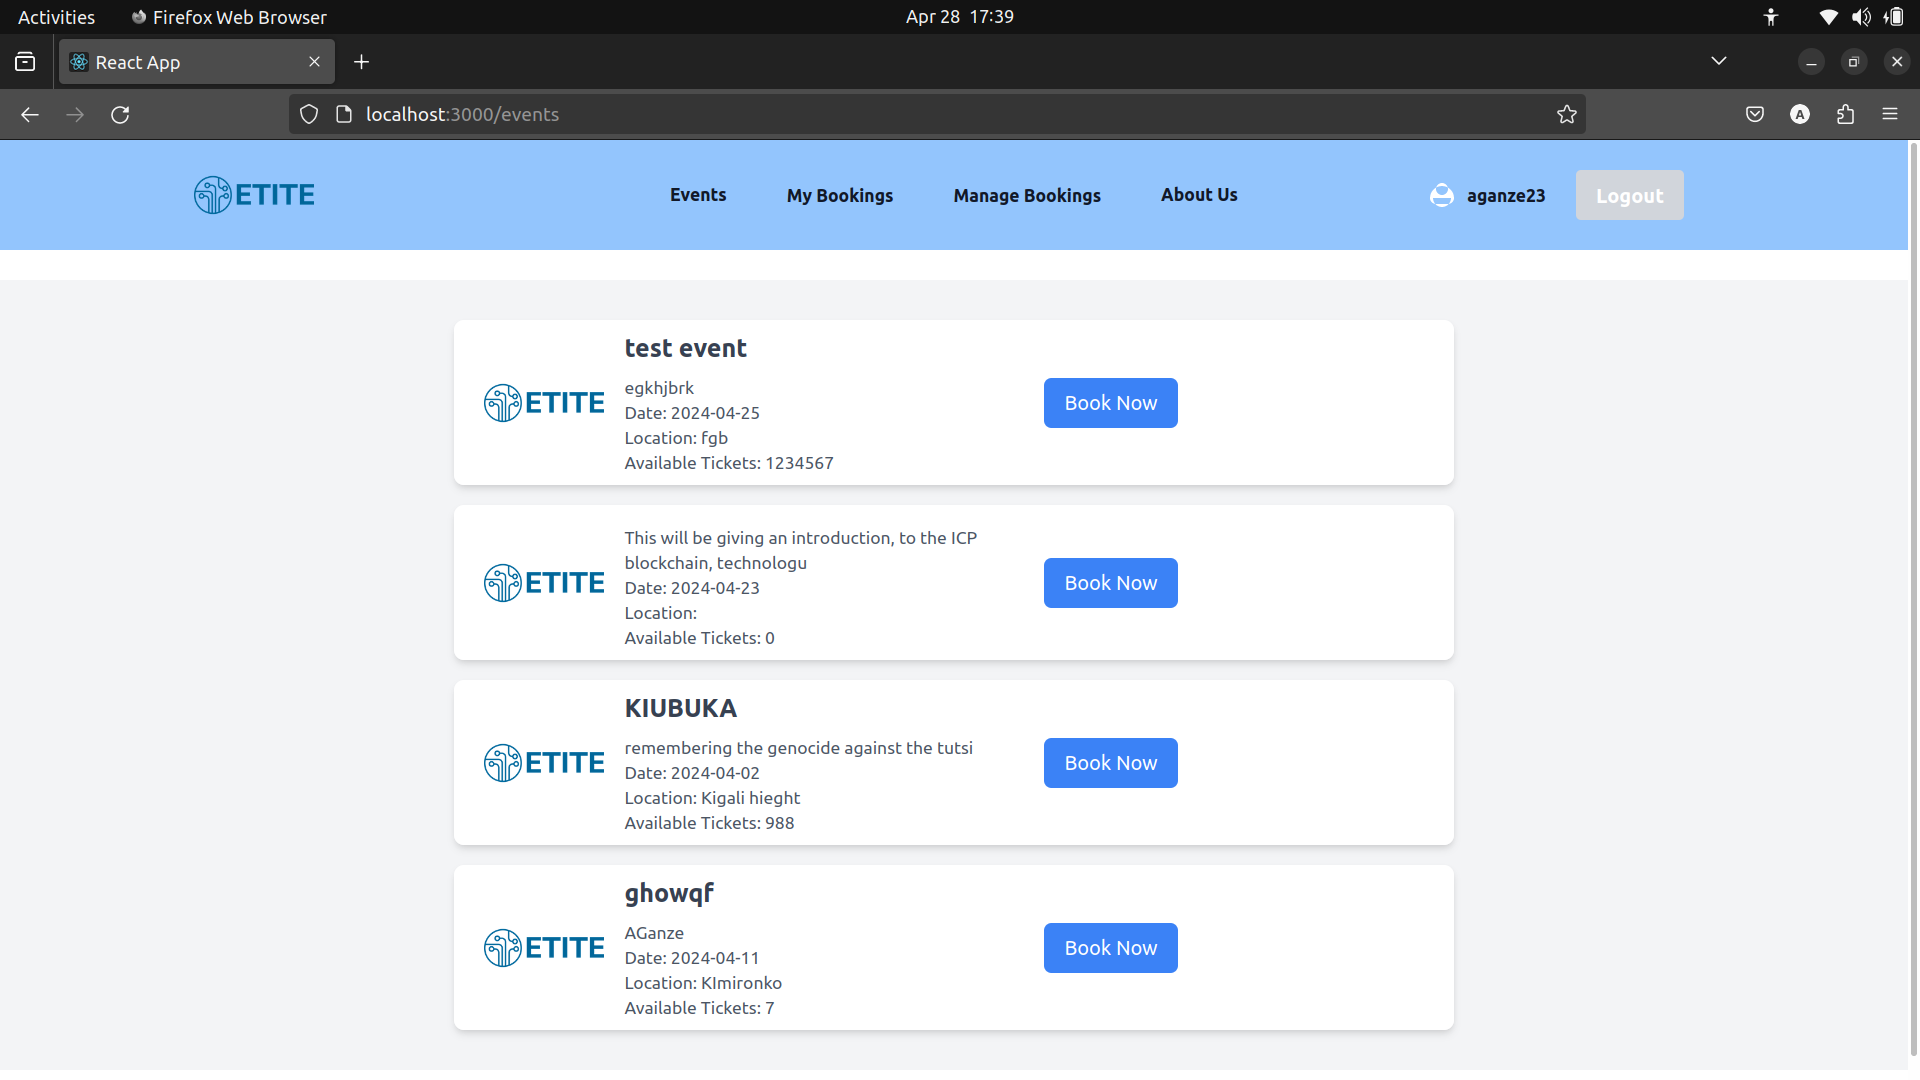 Activities
Firefox Web Browser
Apr 28 17:39
React App
localhost:3000/events
A
ETITE
Events
My Bookings
Manage Bookings
About Us
aganze23
Logout
ETITE
test event
egkhjbrk
Date: 2024-04-25
Location: fgb
Available Tickets: 1234567
Book Now
ETITE
This will be giving an introduction, to the ICP
blockchain, technologu
Date: 2024-04-23
Location:
Available Tickets: 0
Book Now
ETITE
KIUBUKA
remembering the genocide against the tutsi
Date: 2024-04-02
Location: Kigali hieght
Available Tickets: 988
Book Now
ETITE
ghowqf
AGanze
Date: 2024-04-11
Location: KImironko
Available Tickets: 7
Book Now